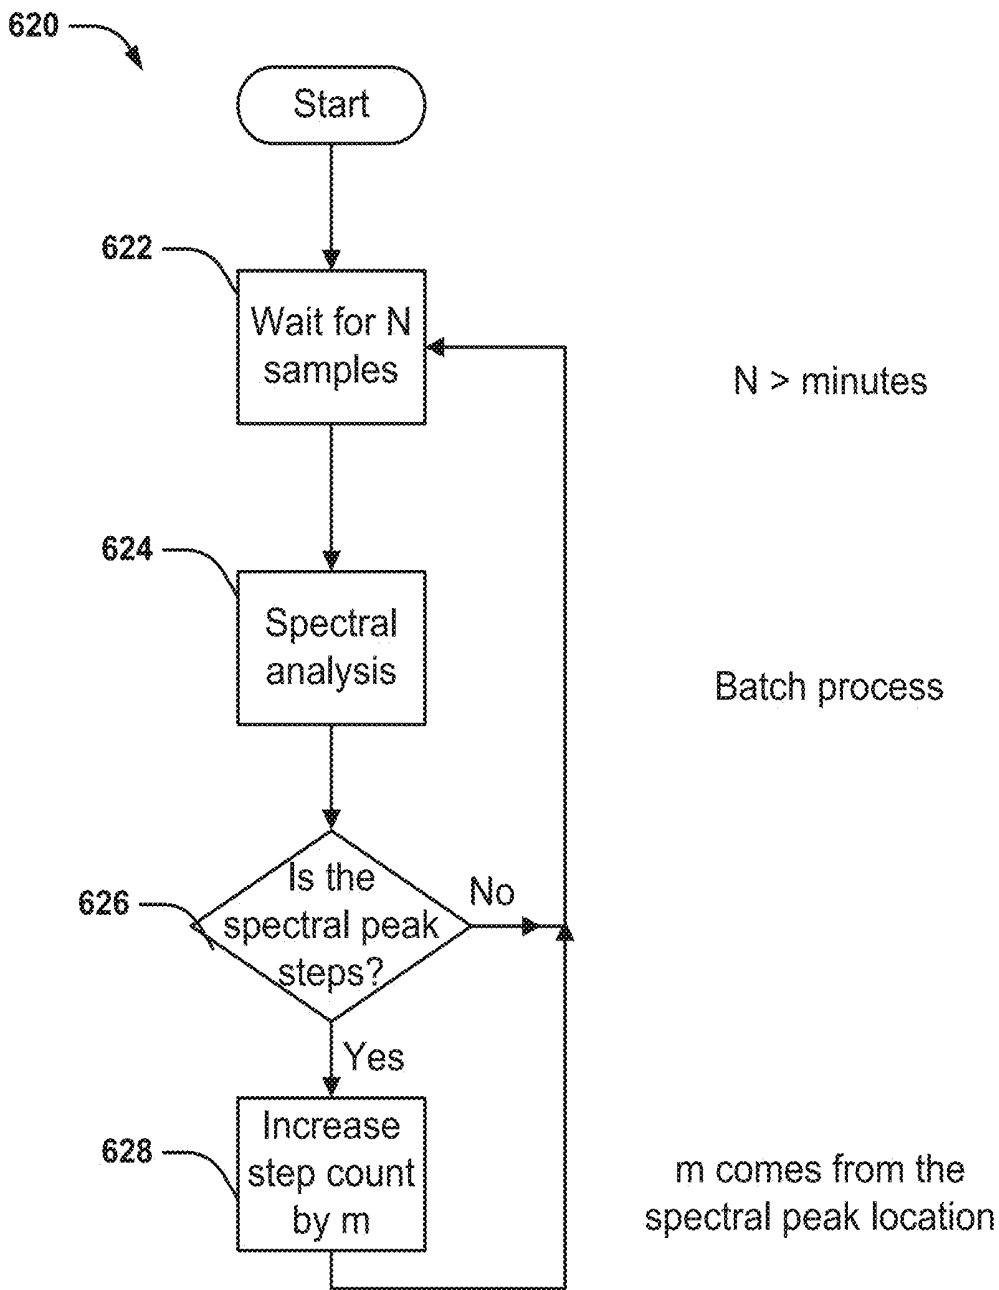 620
Start
622
Wait for N
samples
N > minutes
624
Spectral
analysis
Batch process
626
Is the
spectral peak
steps?
No
Yes
628
Increase
step count
by m
m comes from the
spectral peak location